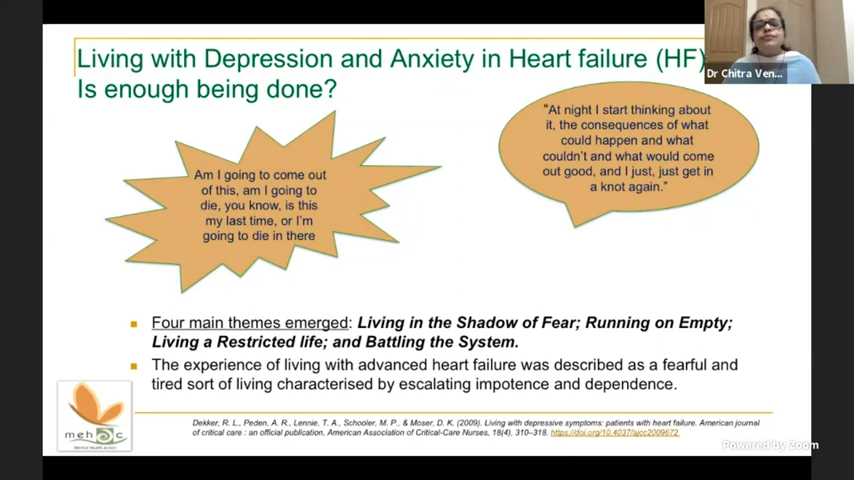 Living with Depression and Anxiety in Heart failure (HF)
Is enough being done?
Dr Chitra Ven...
Am I going to come out
of this, am I going to
die, you know, is this
my last time, or I'm
going to die in there
“At night I start thinking about
it, the consequences of what
could happen and what
couldn't and what would come
out good, and I just, just get in
a knot again.”
Four main themes emerged: Living in the Shadow of Fear; Running on Empty;
Living a Restricted life; and Battling the System.
The experience of living with advanced heart failure was described as a fearful and
tired sort of living characterised by escalating impotence and dependence.
Dekker, R. L., Peden, A. R., Lennie, T. A., Schooler, M. P., & Moser, D. K. (2009). Living with depressive symptoms: patients with heart failure. American journal
of critical care : an official publication, American Association of Critical-Care Nurses, 18(4), 310–318. https://doi.org/10.4037/ajcc2009672
Powered by Zoom